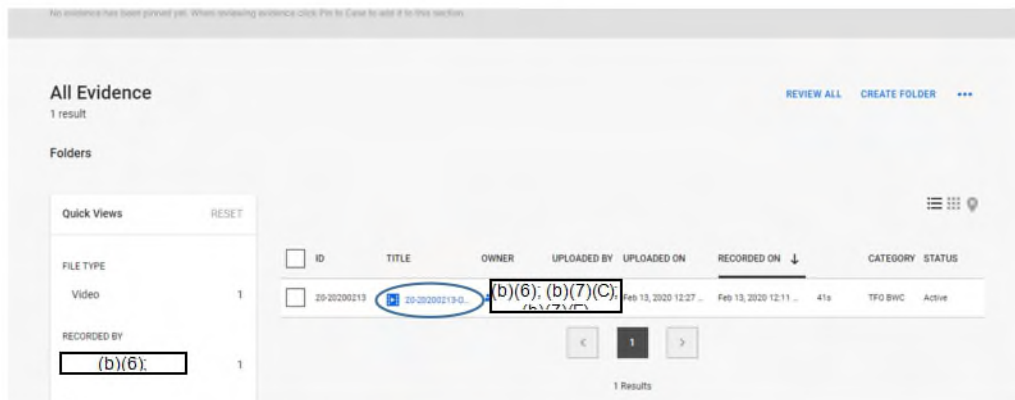 No evidence has been pinned yet. When reviewing evidence click Pin to Case to add it to this section.
All Evidence
1 result
REVIEW ALL CREATE FOLDER •••
Folders
Quick Views RESET
FILE TYPE
Video 1
RECORDED BY
(b)(6); 1
ID TITLE OWNER UPLOADED BY UPLOADED ON RECORDED ON ↓ CATEGORY STATUS
20-20200213 20-20200213-0... (b)(6); (b)(7)(C); Feb 13, 2020 12:27 ... Feb 13, 2020 12:11 ... 41s TFO BWC Active
(b)(7)(E)
< 1 >
1 Results